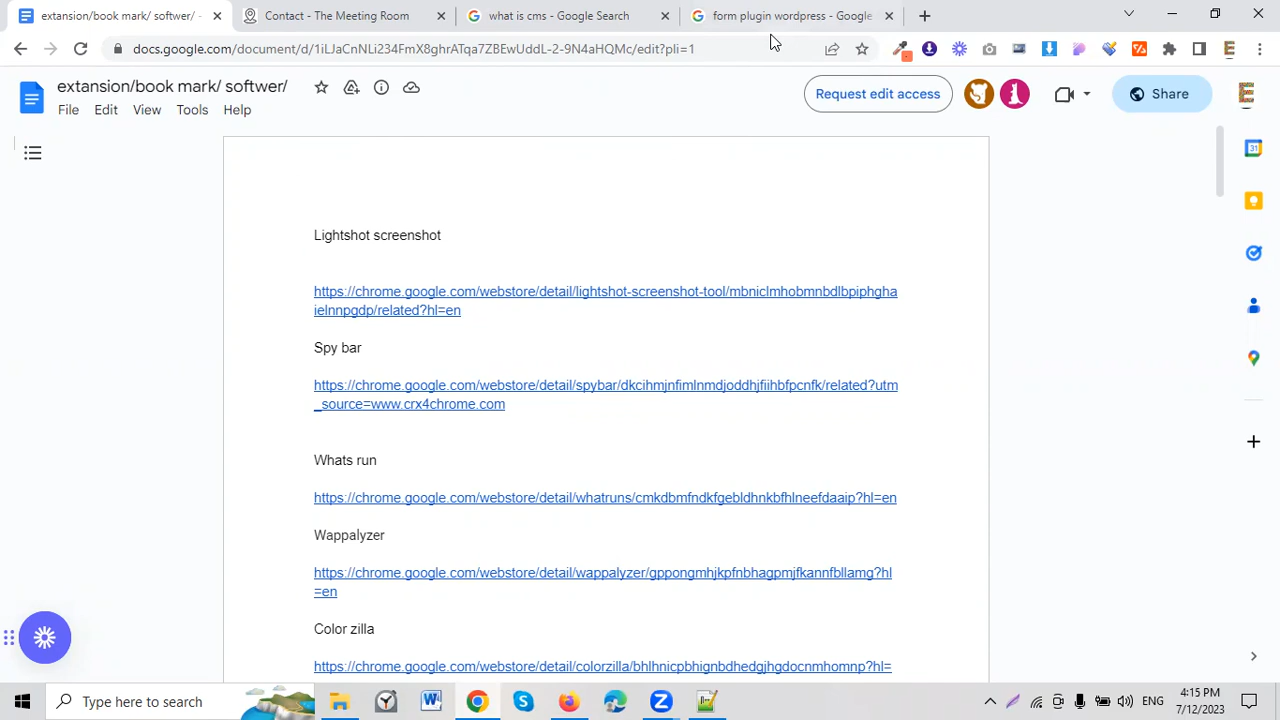 extansion/book mark/ softwer/
Contact - The Meeting Room
what is cms - Google Search
form plugin wordpress - Google
docs.google.com/document/d/1iLJaCnNLi234FmX8ghrATqa7ZBEwUddL-2-9N4aHQMc/edit?pli=1
extansion/book mark/ softwer/
File Edit View Tools Help
Request edit access
Share
Lightshot screenshot
https://chrome.google.com/webstore/detail/lightshot-screenshot-tool/mbniclmhobmnbdlbpiphgha
ielnnpgdp/related?hl=en
Spy bar
https://chrome.google.com/webstore/detail/spybar/dkcihmjnfimlnmdjoddhjfiihbfpcnfk/related?utm
_source=www.crx4chrome.com
Whats run
https://chrome.google.com/webstore/detail/whatruns/cmkdbmfndkfgebldhnkbfhlneefdaaip?hl=en
Wappalyzer
https://chrome.google.com/webstore/detail/wappalyzer/gppongmhjkpfnbhagpmjfkannfbllamg?hl
=en
Color zilla
https://chrome.google.com/webstore/detail/colorzilla/bhlhnicpbhignbdhedgjhgdocnmhomnp?hl=
Type here to search
ENG
4:15 PM
7/12/2023